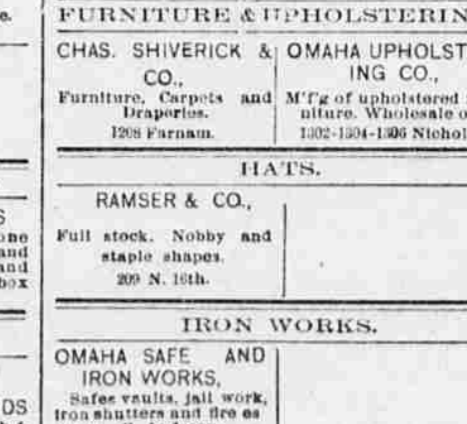 e.
FURNITURE & UPHOLSTERIN
CHAS. SHIVERICK &
CO.,
Furniture, Carpets and
Draperies.
1208 Farnam.
OMAHA UPHOLST
ING CO.,
M'f'g of upholstered
niture. Wholesale o
1302-1304-1306 Nichol
HATS.
RAMSER & CO.,
Full stock. Nobby and
staple shapes.
209 N. 16th.
S
one
and
and
box
IRON WORKS.
OMAHA SAFE AND
IRON WORKS,
Safes vaults, jail work,
iron shutters and fire es
DS